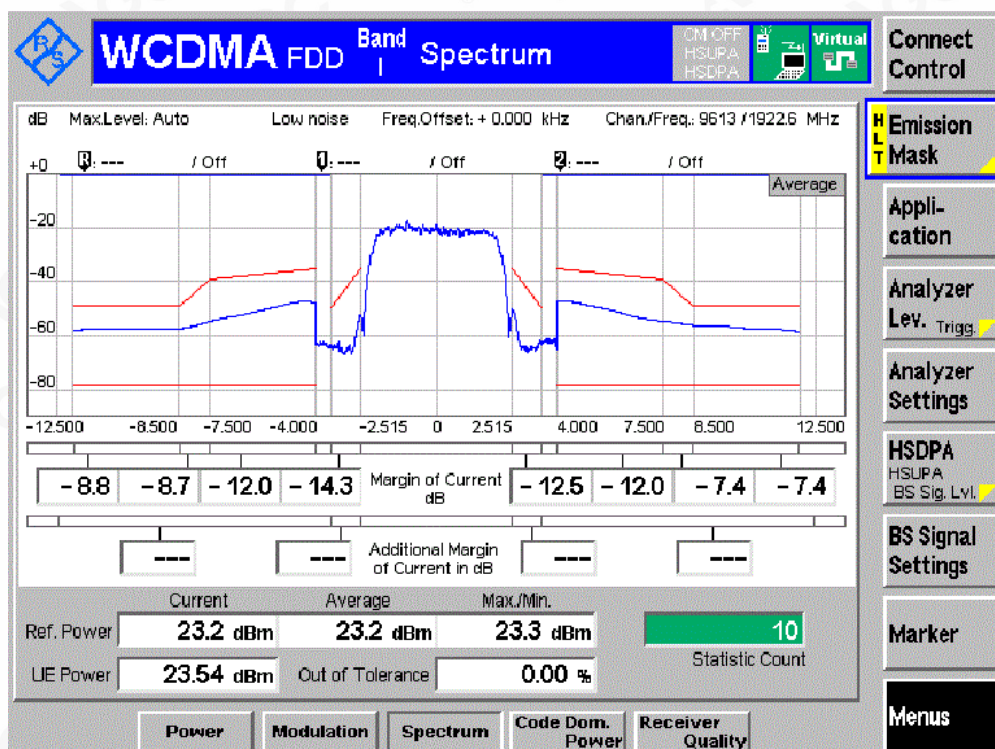 R S WCDMA FDD Band I Spectrum
CM OFF
HSUPA
HSDPA
Virtual
Connect
Control
dB Max.Level: Auto Low noise Freq.Offset: + 0.000 kHz Chan./Freq.: 9613 / 1922.6 MHz
H L T
Emission
Mask
+0 R: --- / Off 1: --- / Off 2: --- / Off
Average
-20
-40
-60
-80
-12.500 -8.500 -7.500 -4.000 -2.515 0 2.515 4.000 7.500 8.500 12.500
Appli-
cation
Analyzer
Lev. Trigg.
Analyzer
Settings
- 8.8 - 8.7 - 12.0 - 14.3 Margin of Current dB - 12.5 - 12.0 - 7.4 - 7.4
HSDPA
HSUPA
BS Sig. Lvl.
--- --- Additional Margin of Current in dB --- ---
BS Signal
Settings
Current Average Max./Min.
Ref. Power 23.2 dBm 23.2 dBm 23.3 dBm 10
Statistic Count
UE Power 23.54 dBm Out of Tolerance 0.00 %
Marker
Menus
Power Modulation Spectrum Code Dom. Power Receiver Quality